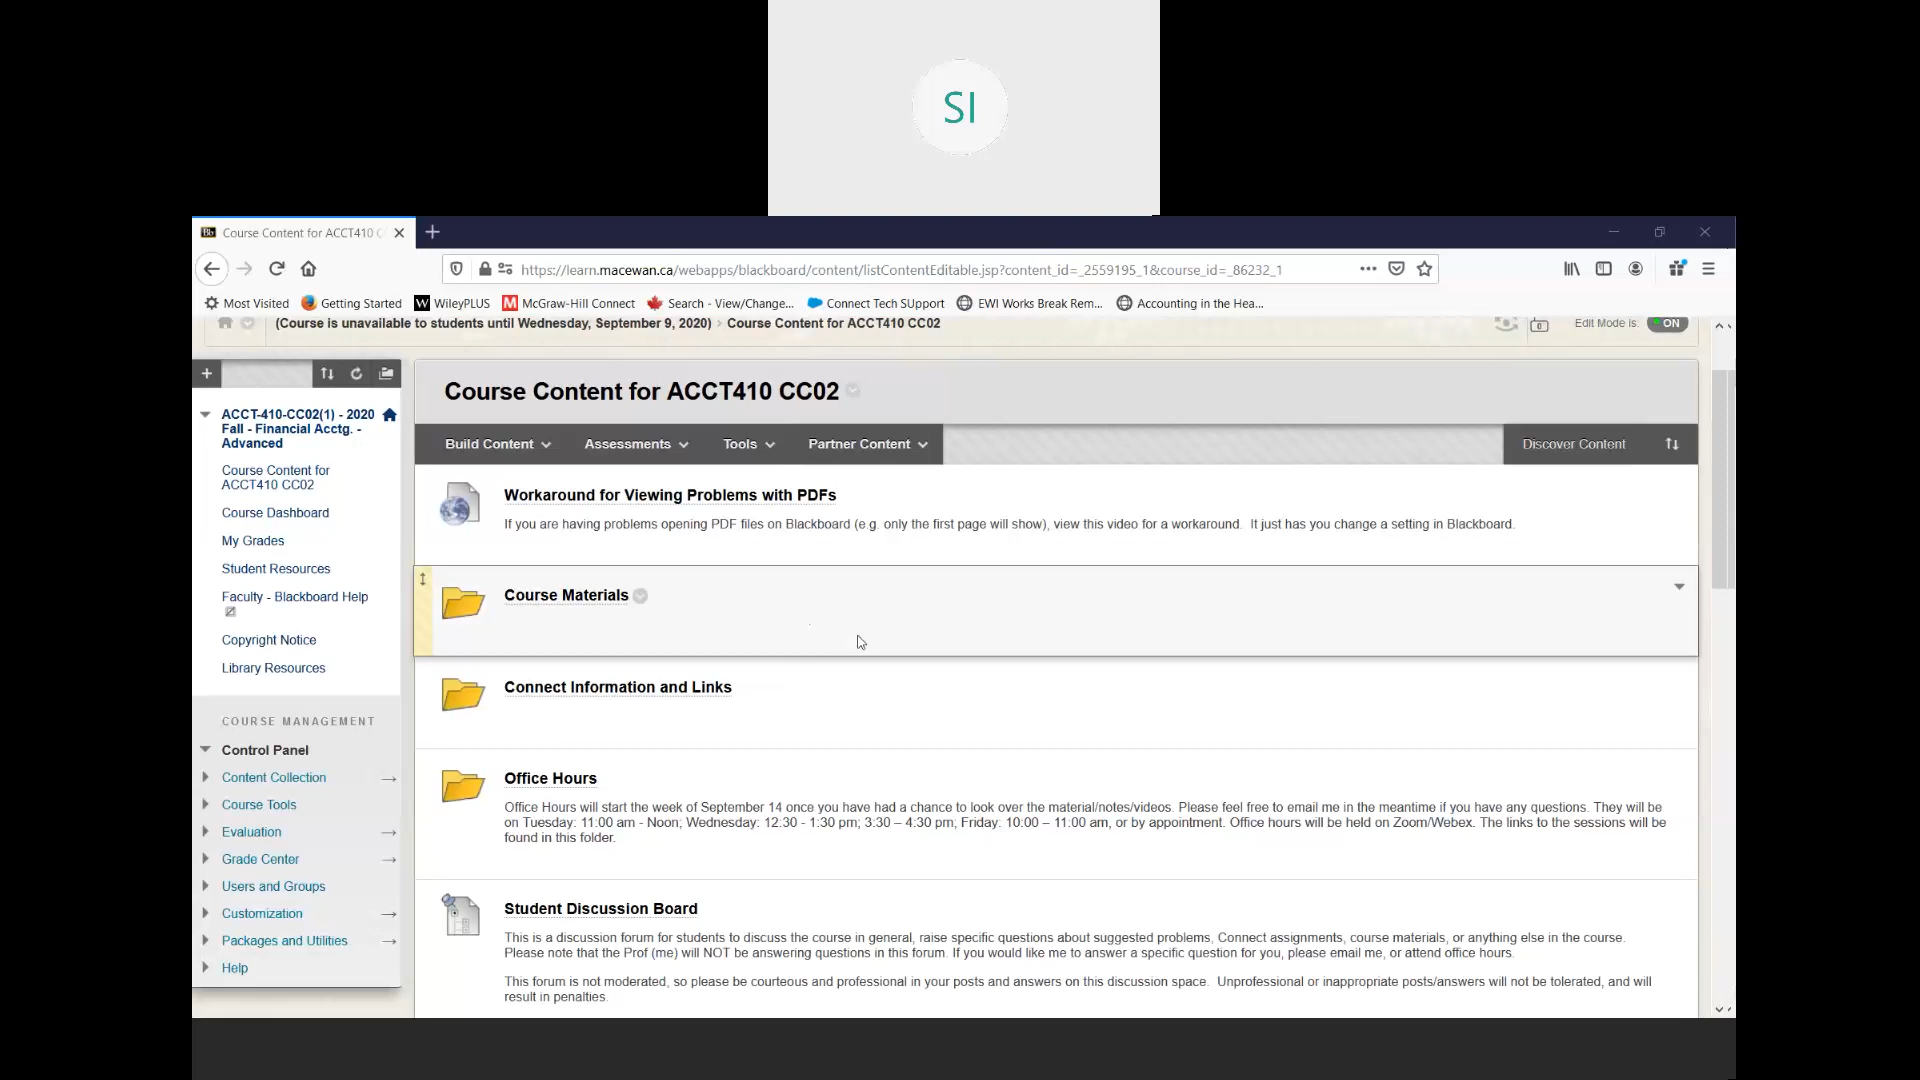 SI
Course Content for ACCT410 C
https://learn.macewan.ca/webapps/blackboard/content/listContentEditable.jsp?content_id=_2559195_1&course_id=_86232_1
Most Visited Getting Started WileyPLUS McGraw-Hill Connect Search - View/Change... Connect Tech SUpport EWI Works Break Rem... Accounting in the Hea...
(Course is unavailable to students until Wednesday, September 9, 2020) Course Content for ACCT410 CC02 Edit Mode is: ON
ACCT-410-CC02(1) - 2020
Fall - Financial Acctg. -
Advanced
Course Content for
ACCT410 CC02
Course Dashboard
My Grades
Student Resources
Faculty - Blackboard Help
Copyright Notice
Library Resources
COURSE MANAGEMENT
Control Panel
Content Collection
Course Tools
Evaluation
Grade Center
Users and Groups
Customization
Packages and Utilities
Help
Course Content for ACCT410 CC02
Build Content Assessments Tools Partner Content Discover Content
Workaround for Viewing Problems with PDFs
If you are having problems opening PDF files on Blackboard (e.g. only the first page will show), view this video for a workaround. It just has you change a setting in Blackboard.
Course Materials
Connect Information and Links
Office Hours
Office Hours will start the week of September 14 once you have had a chance to look over the material/notes/videos. Please feel free to email me in the meantime if you have any questions. They will be
on Tuesday: 11:00 am - Noon; Wednesday: 12:30 - 1:30 pm; 3:30 – 4:30 pm; Friday: 10:00 – 11:00 am, or by appointment. Office hours will be held on Zoom/Webex. The links to the sessions will be
found in this folder.
Student Discussion Board
This is a discussion forum for students to discuss the course in general, raise specific questions about suggested problems, Connect assignments, course materials, or anything else in the course.
Please note that the Prof (me) will NOT be answering questions in this forum. If you would like me to answer a specific question for you, please email me, or attend office hours.
This forum is not moderated, so please be courteous and professional in your posts and answers on this discussion space. Unprofessional or inappropriate posts/answers will not be tolerated, and will
result in penalties.